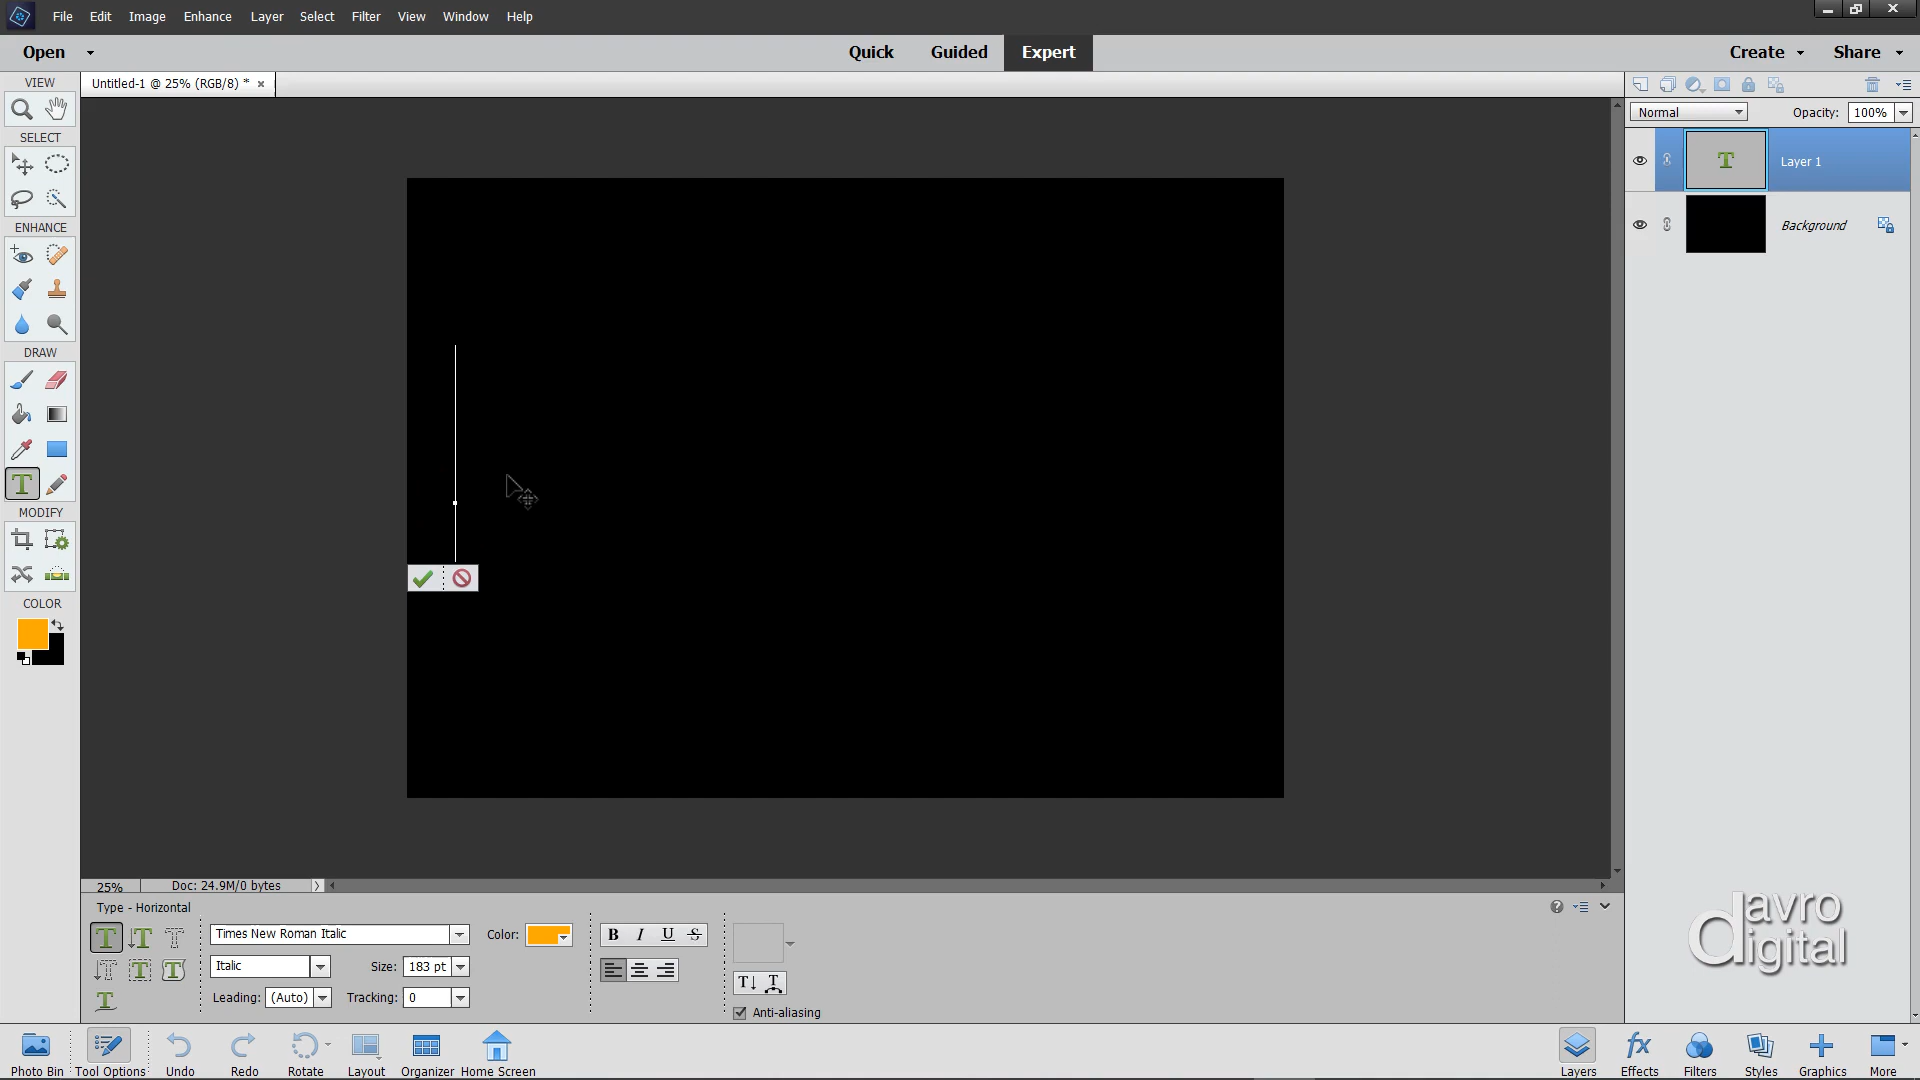 File Edit Image Enhance Layer Select Filter View Window Help
Open Quick Guided Expert Create Share
VIEW
Untitled-1 @ 25% (RGB/8) * ×
Normal Opacity: 100%
SELECT
Layer 1
Background
ENHANCE
DRAW
MODIFY
COLOR
25% Doc: 24.9M/0 bytes
Type - Horizontal
Times New Roman Italic Color: B I U S
Italic Size: 183 pt
Leading: (Auto) Tracking: 0
Anti-aliasing
davro
digital
Photo Bin Tool Options Undo Redo Rotate Layout Organizer Home Screen Layers Effects Filters Styles Graphics More